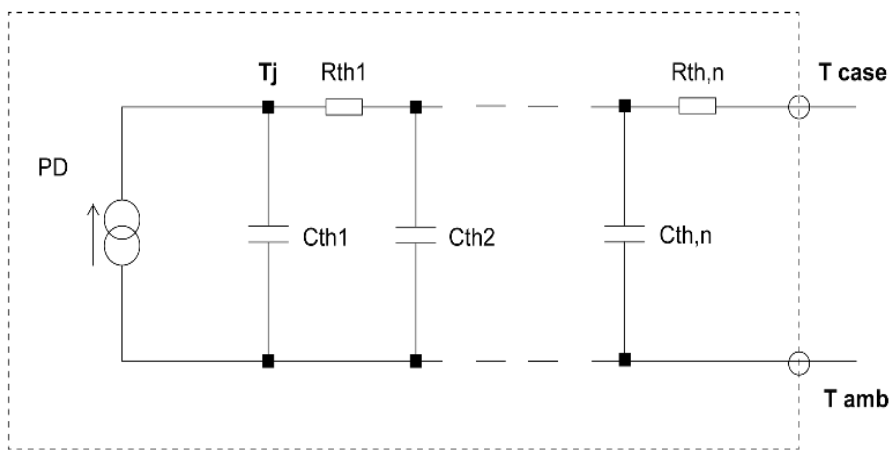 Tj
Rth1
Rth,n
T case
PD
Cth1
Cth2
Cth,n
T amb